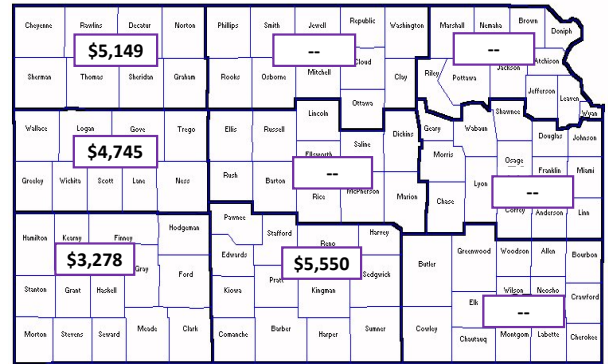 Cheyenne Rawlins Decatur Norton Phillips Smith Jewell Republic Washington Marshall Nemaha Brown Doniph
$5,149 -- --
Cloud Atchison
Sherman Thomas Sheridan Graham Rooks Osborne Mitchell Clay Riley Pottava Jackson
Ottawa Jefferson Leaven Wyan
Wallace Logan Gove Trego Ellis Russell Lincoln Saline Dickins Geary Wabaun Shawnee Douglas Johnson
$4,745 Ellsworth Morris Osage Franklin Miami
--
Greeley Wichita Scott Lane Ness Rush Barton Rice McPherson Marion Chase Lyon --
Coffey Anderson Linn
Hamilton Kearny Finney Hodgeman Pawnee Stafford Reno Harvey
$3,278 Gray Ford Edwards $5,550 Sedgwick Butler Greenwood Woodson Allen Bourbon
Stanton Grant Haskell Kiowa Pratt Kingman Elk Wilson Neosho Crawford
--
Morton Stevens Seward Meade Clark Comanche Barber Harper Sumner Cowley Chautauq Montgom Labette Cherokee